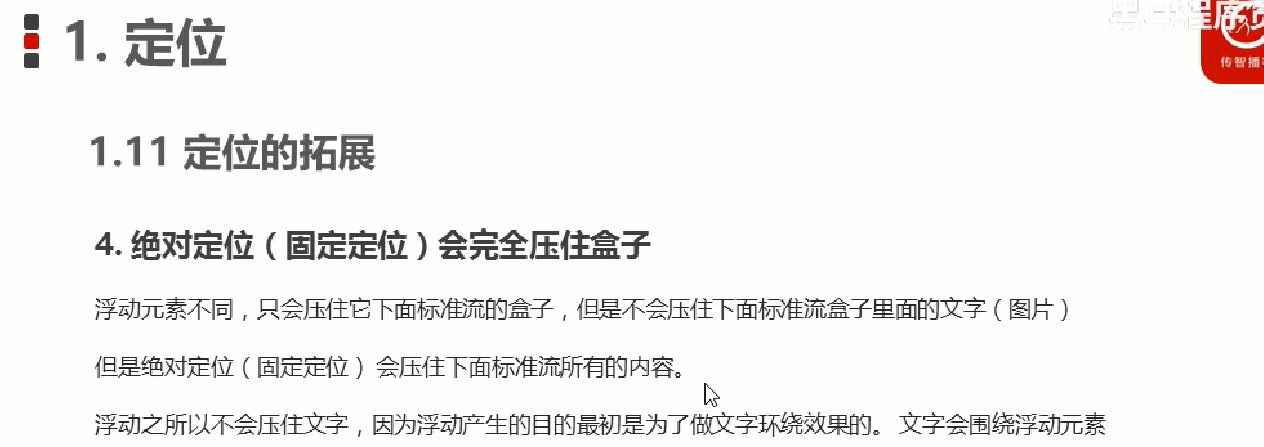 1. 定位
黑马程序员
传智播
1.11 定位的拓展
4. 绝对定位（固定定位）会完全压住盒子
浮动元素不同，只会压住它下面标准流的盒子，但是不会压住下面标准流盒子里面的文字（图片）
但是绝对定位（固定定位） 会压住下面标准流所有的内容。
浮动之所以不会压住文字，因为浮动产生的目的最初是为了做文字环绕效果的。 文字会围绕浮动元素